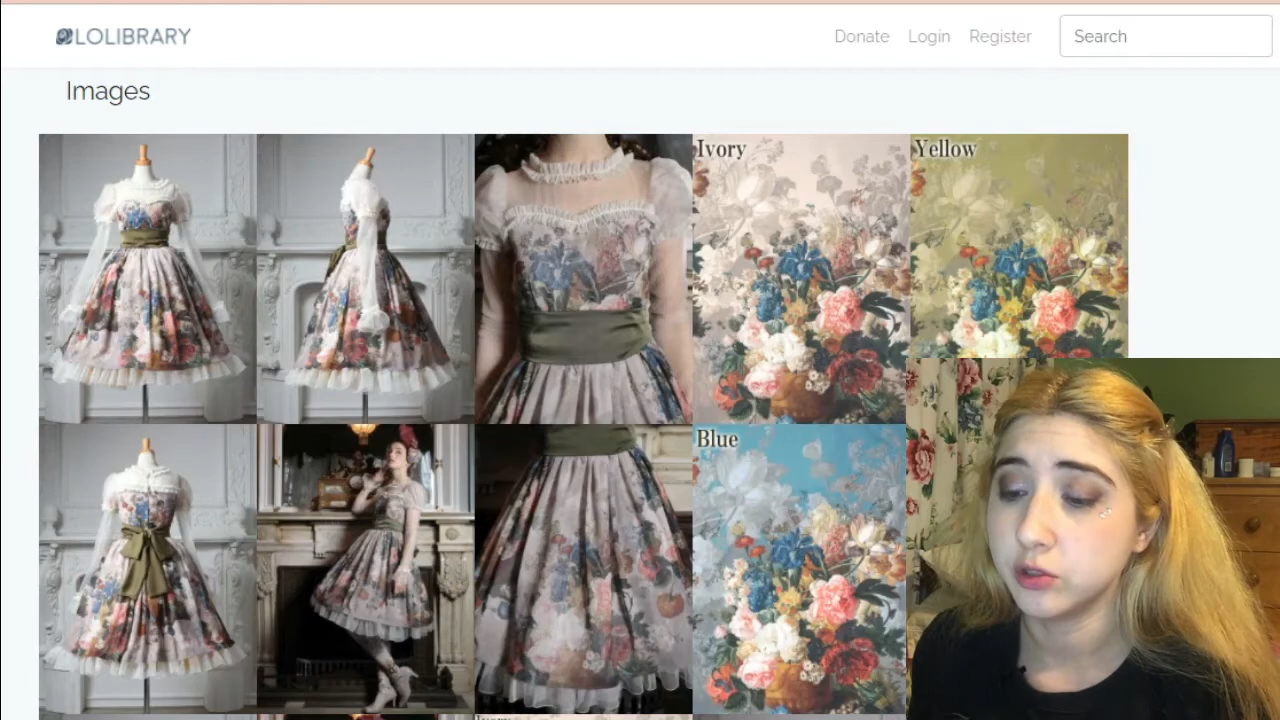 LOLIBRARY
Donate Login Register Search
Images
Ivory
Yellow
Blue